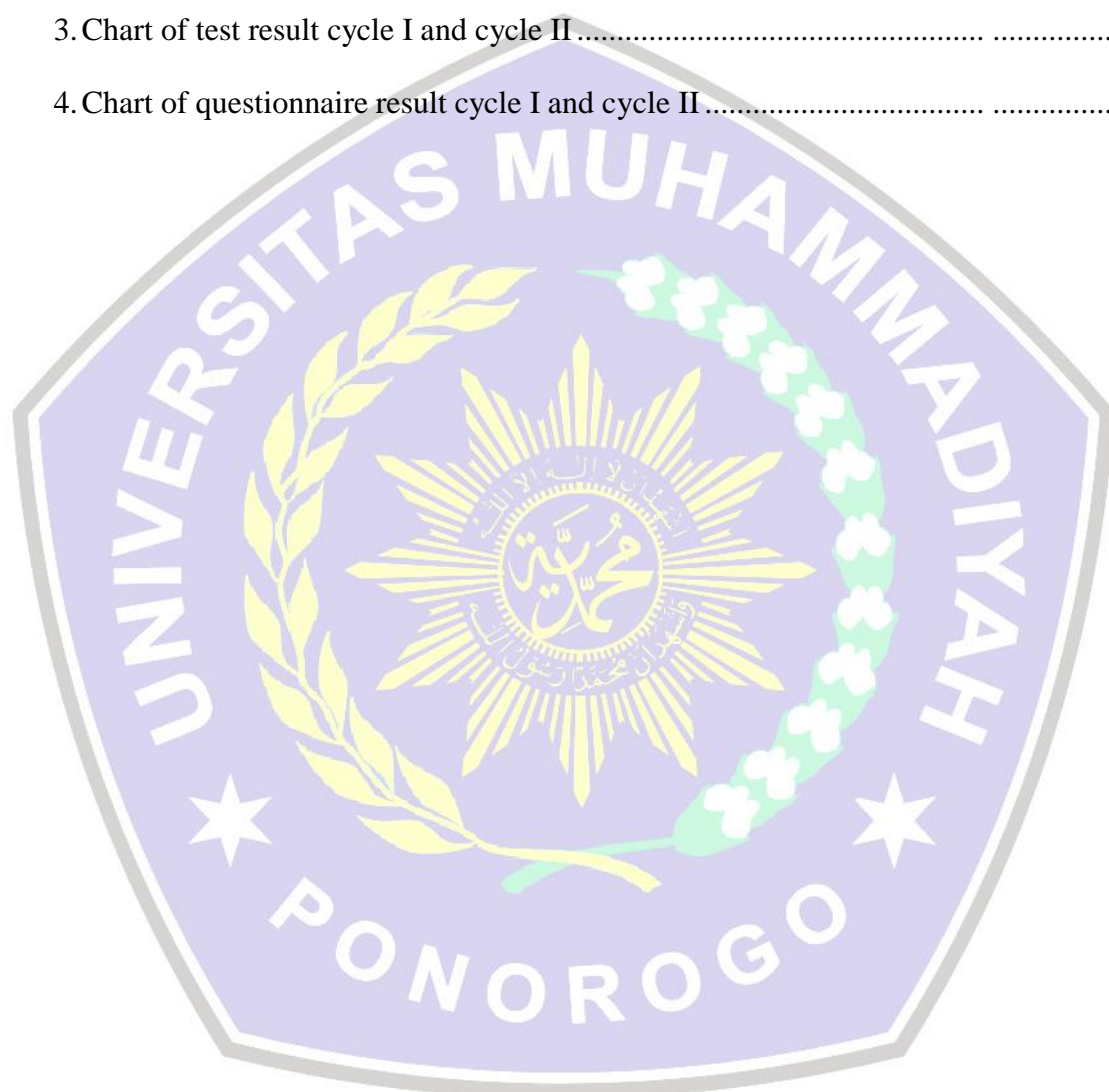 3. Chart of test result cycle I and cycle II ................................................... ...............
4. Chart of questionnaire result cycle I and cycle II ................................... ...............
UNIVERSITAS MUHAMMADIYAH
محمدية
PONOROGO